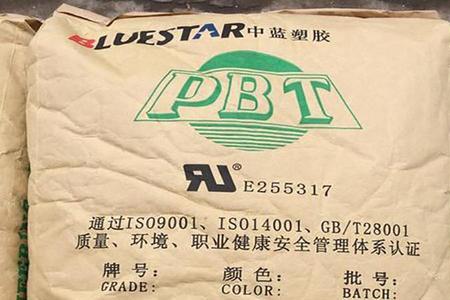 BLUESTAR中蓝塑胶
PBT
RU® E255317
通过ISO9001、ISO14001、GB/T28001
质量、环境、职业健康安全管理体系认证
牌号: 颜色: 批号:
GRADE: COLOR: BATCH: